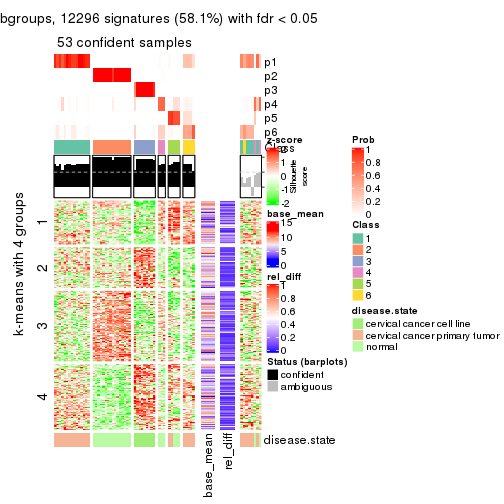 bgroups, 12296 signatures (58.1%) with fdr < 0.05
53 confident samples
p1
p2
p3
p4
p5
p6
Class
Silhouette
score
k-means with 4 groups
1
2
3
4
base_mean
rel_diff
disease.state
z-score
2
1
0
-1
-2
base_mean
15
10
5
0
rel_diff
1
0.8
0.6
0.4
0.2
0
Status (barplots)
confident
ambiguous
Prob
1
0.8
0.6
0.4
0.2
0
Class
1
2
3
4
5
6
disease.state
cervical cancer cell line
cervical cancer primary tumor
normal